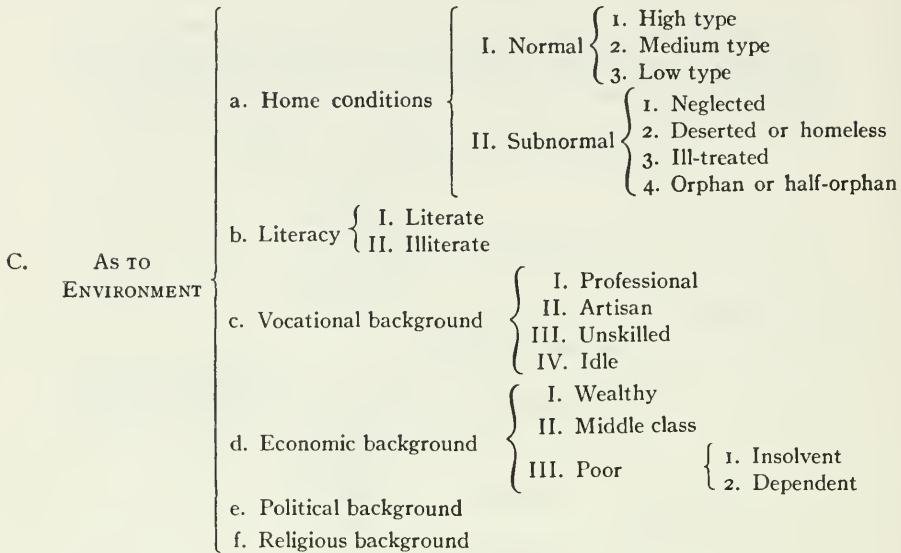 C. As to Environment
a. Home conditions
I. Normal
1. High type
2. Medium type
3. Low type
II. Subnormal
1. Neglected
2. Deserted or homeless
3. Ill-treated
4. Orphan or half-orphan
b. Literacy
I. Literate
II. Illiterate
c. Vocational background
I. Professional
II. Artisan
III. Unskilled
IV. Idle
d. Economic background
I. Wealthy
II. Middle class
III. Poor
1. Insolvent
2. Dependent
e. Political background
f. Religious background